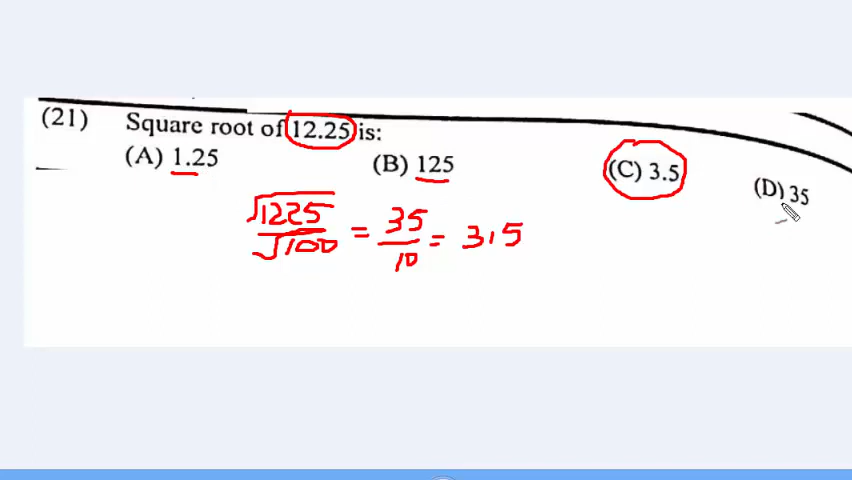 (21) Square root of 12.25 is:
(A) 1.25 (B) 125 (C) 3.5 (D) 35
√1225/√100 = 35/10 = 3.5